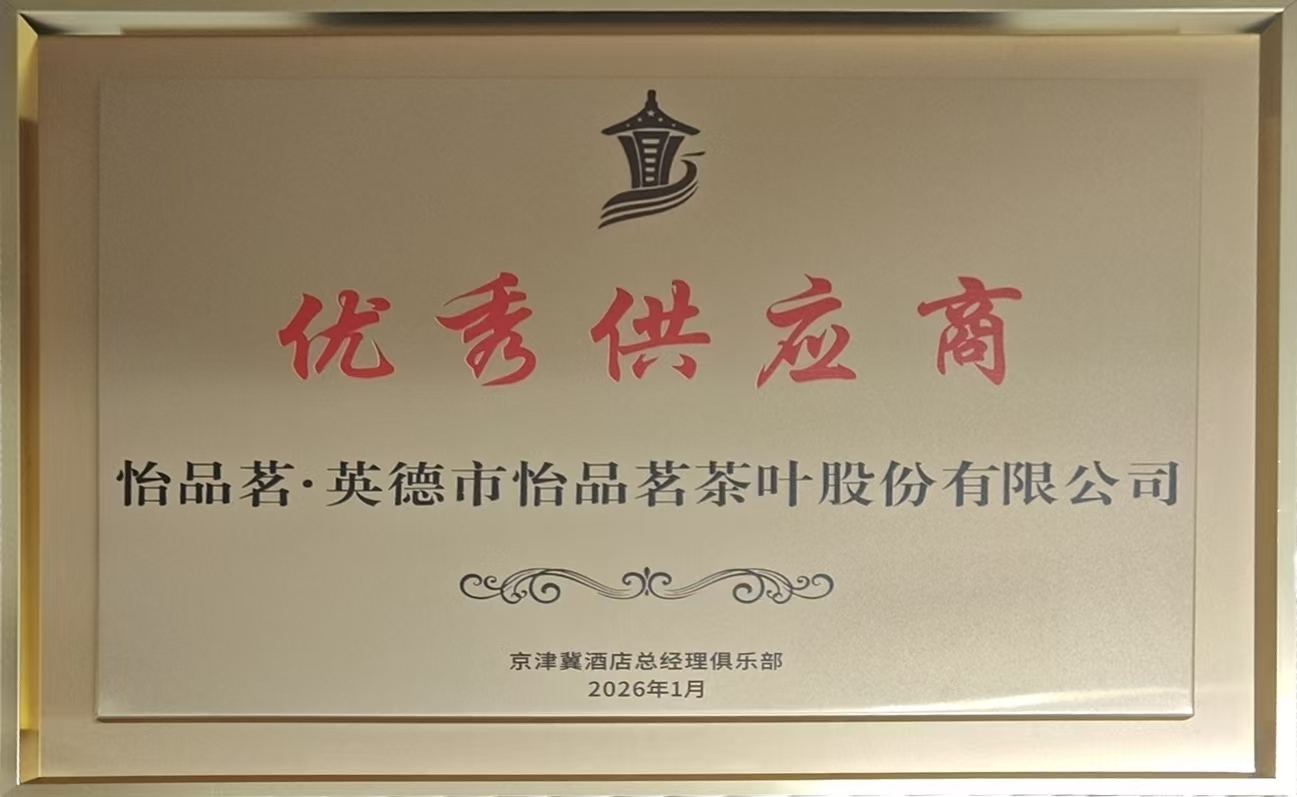 优秀供应商
怡品茗·英德市怡品茗茶叶股份有限公司
京津冀酒店总经理俱乐部
2026年1月